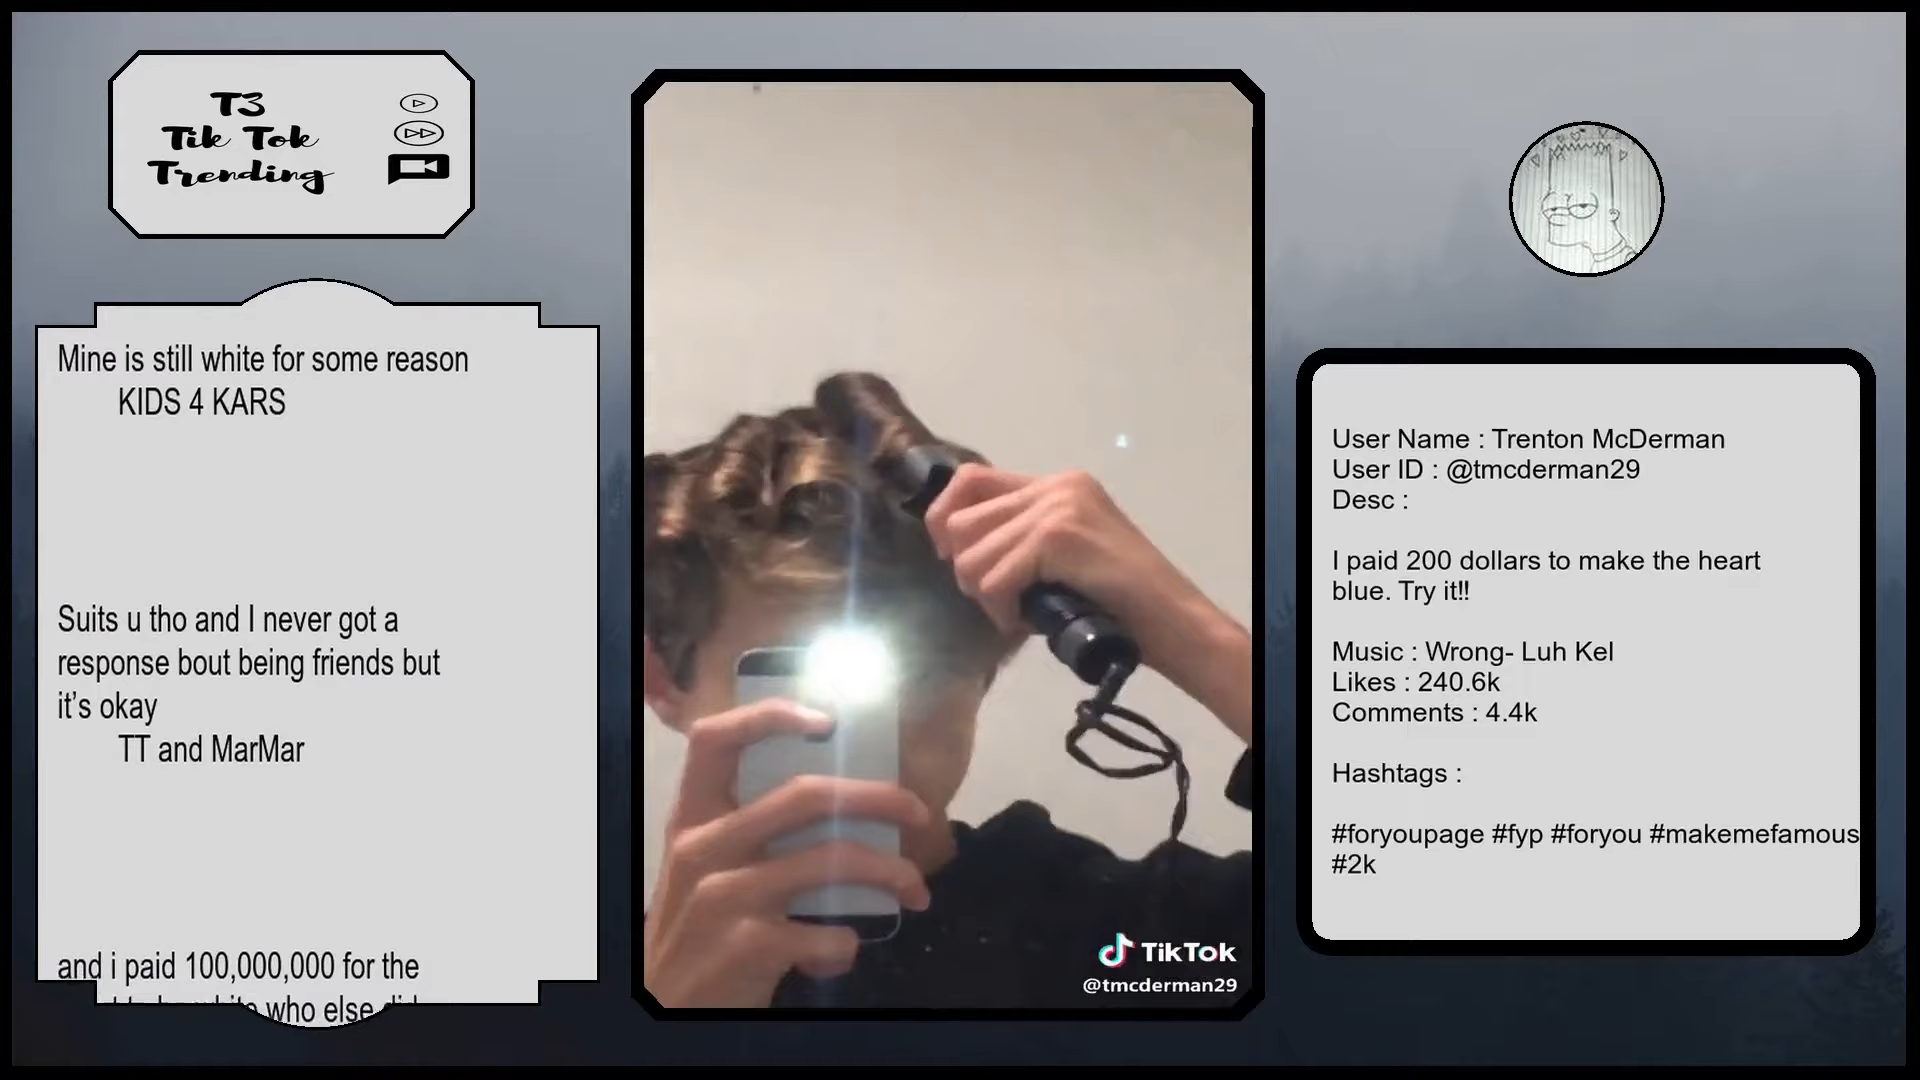 T3
Tik Tok
Trending
Mine is still white for some reason
KIDS 4 KARS
Suits u tho and I never got a
response bout being friends but
it’s okay
TT and MarMar
and i paid 100,000,000 for the
who else
TikTok
@tmcderman29
User Name : Trenton McDerman
User ID : @tmcderman29
Desc :
I paid 200 dollars to make the heart
blue. Try it!!
Music : Wrong- Luh Kel
Likes : 240.6k
Comments : 4.4k
Hashtags :
#foryoupage #fyp #foryou #makemefamous
#2k